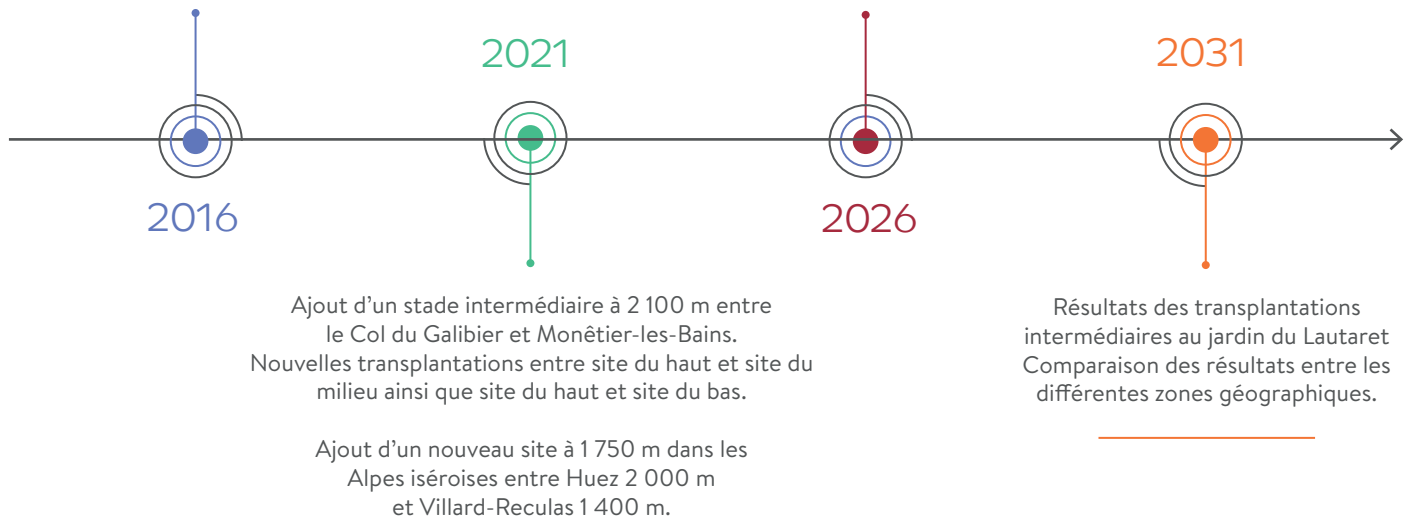 2016
2021
Ajout d'un stade intermédiaire à 2 100 m entre
le Col du Galibier et Monêtier-les-Bains.
Nouvelles transplantations entre site du haut et site du
milieu ainsi que site du haut et site du bas.
Ajout d'un nouveau site à 1 750 m dans les
Alpes iséroises entre Huez 2 000 m
et Villard-Reculas 1 400 m.
2026
2031
Résultats des transplantations
intermédiaires au jardin du Lautaret
Comparaison des résultats entre les
différentes zones géographiques.